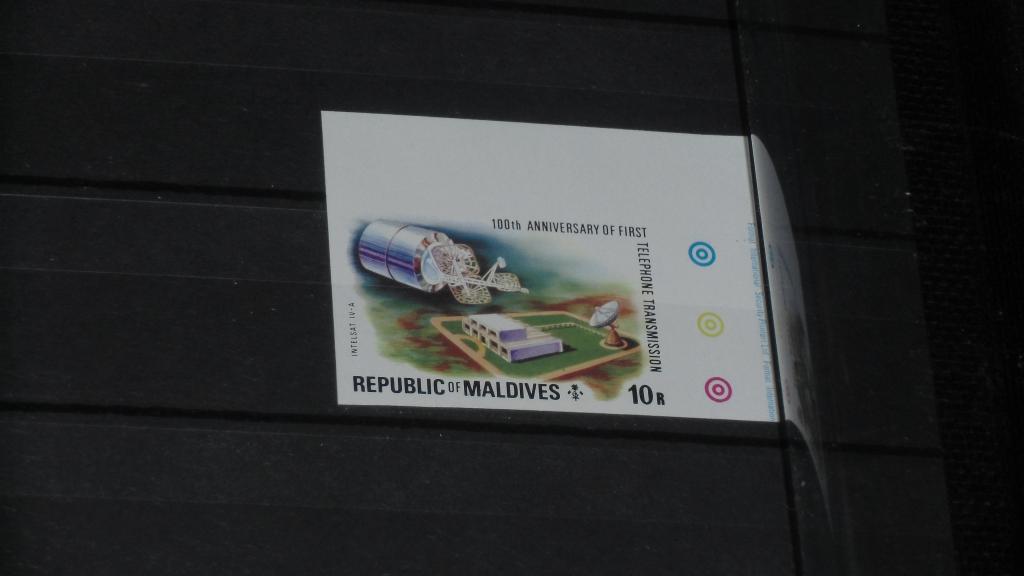 100th ANNIVERSARY OF FIRST
TELEPHONE TRANSMISSION
INTELSAT IV-A
REPUBLIC OF MALDIVES
10R